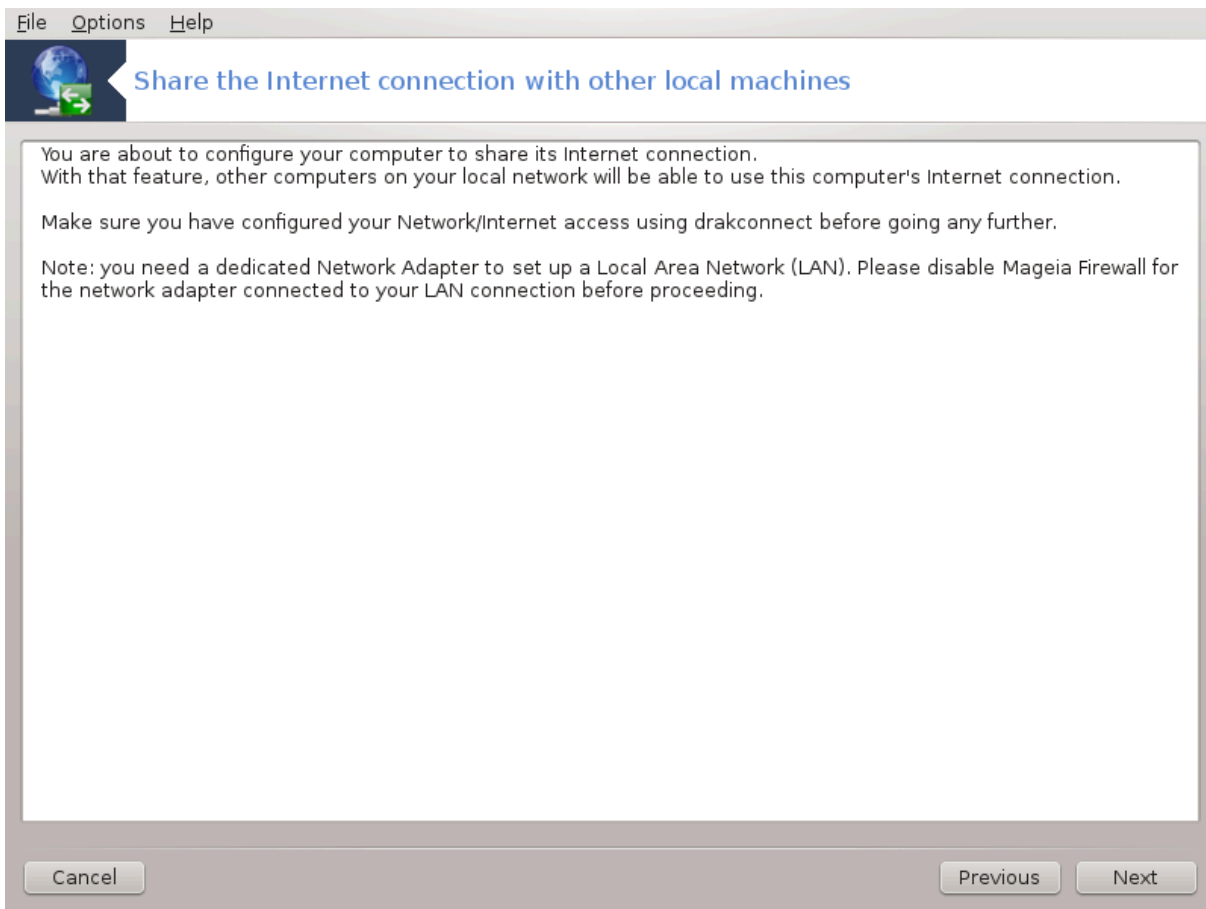 File Options Help
Share the Internet connection with other local machines
You are about to configure your computer to share its Internet connection.
With that feature, other computers on your local network will be able to use this computer's Internet connection.
Make sure you have configured your Network/Internet access using drakconnect before going any further.
Note: you need a dedicated Network Adapter to set up a Local Area Network (LAN). Please disable Mageia Firewall for
the network adapter connected to your LAN connection before proceeding.
Cancel Previous Next